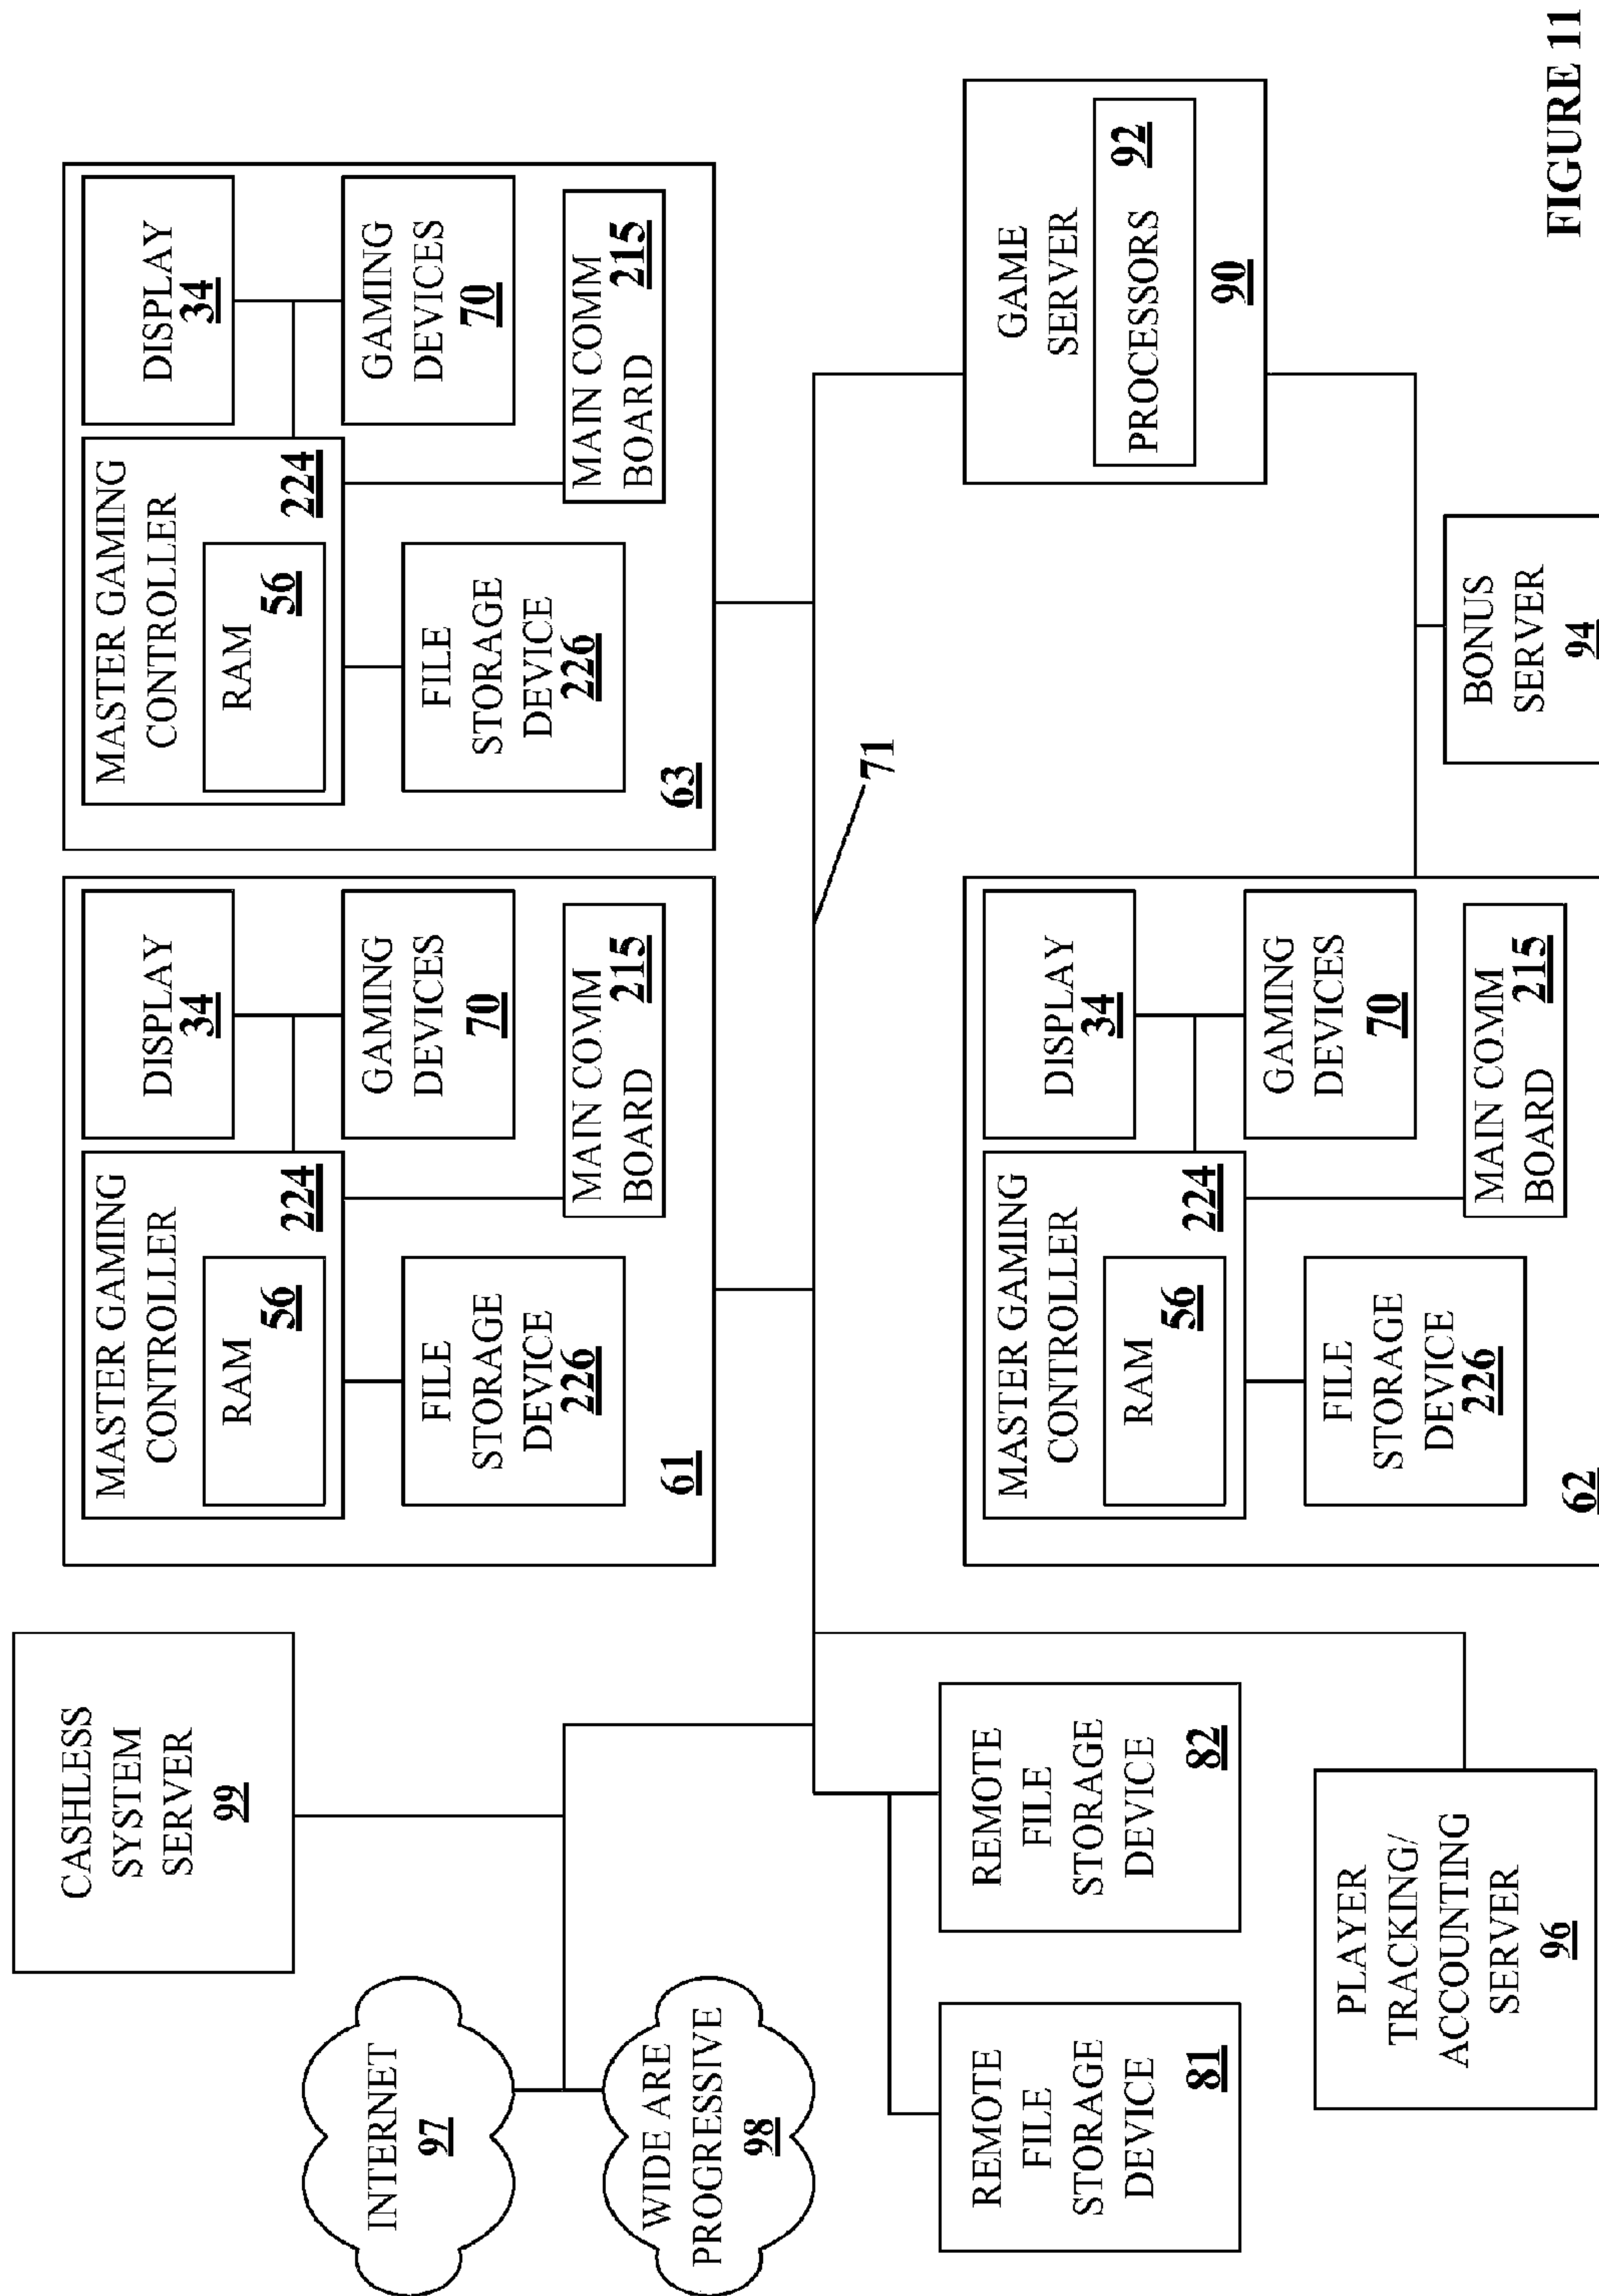 CASHLESS
SYSTEM
SERVER
99
INTERNET
97
WIDE ARE
PROGRESSIVE
98
MASTER GAMING
CONTROLLER
224
RAM
56
DISPLAY
34
GAMING
DEVICES
70
FILE
STORAGE
DEVICE
226
MAIN COMM
BOARD
215
61
MASTER GAMING
CONTROLLER
224
RAM
56
DISPLAY
34
GAMING
DEVICES
70
FILE
STORAGE
DEVICE
226
MAIN COMM
BOARD
215
63
71
REMOTE
FILE
STORAGE
DEVICE
81
REMOTE
FILE
STORAGE
DEVICE
82
PLAYER
TRACKING/
ACCOUNTING
SERVER
96
MASTER GAMING
CONTROLLER
224
RAM
56
DISPLAY
34
GAMING
DEVICES
70
FILE
STORAGE
DEVICE
226
MAIN COMM
BOARD
215
62
GAME
SERVER
PROCESSORS 92
90
BONUS
SERVER
94
FIGURE 11